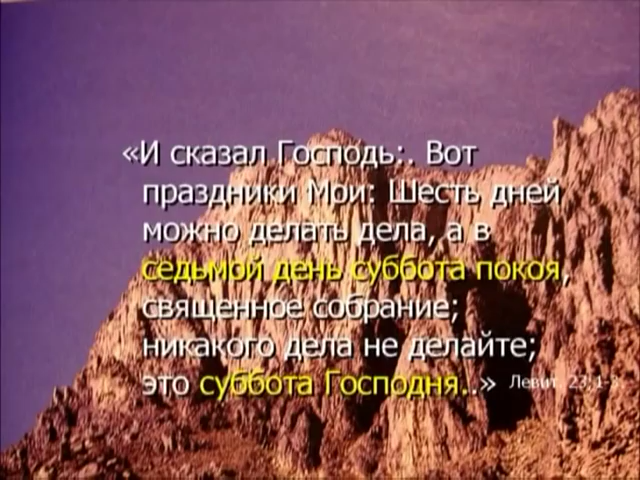 «И сказал Господь:. Вот
праздники Мои: Шесть дней
можно делать дела, а в
седьмой день суббота покоя,
священное собрание;
никакого дела не делайте;
это суббота Господня..» Левит. 23:1-3.